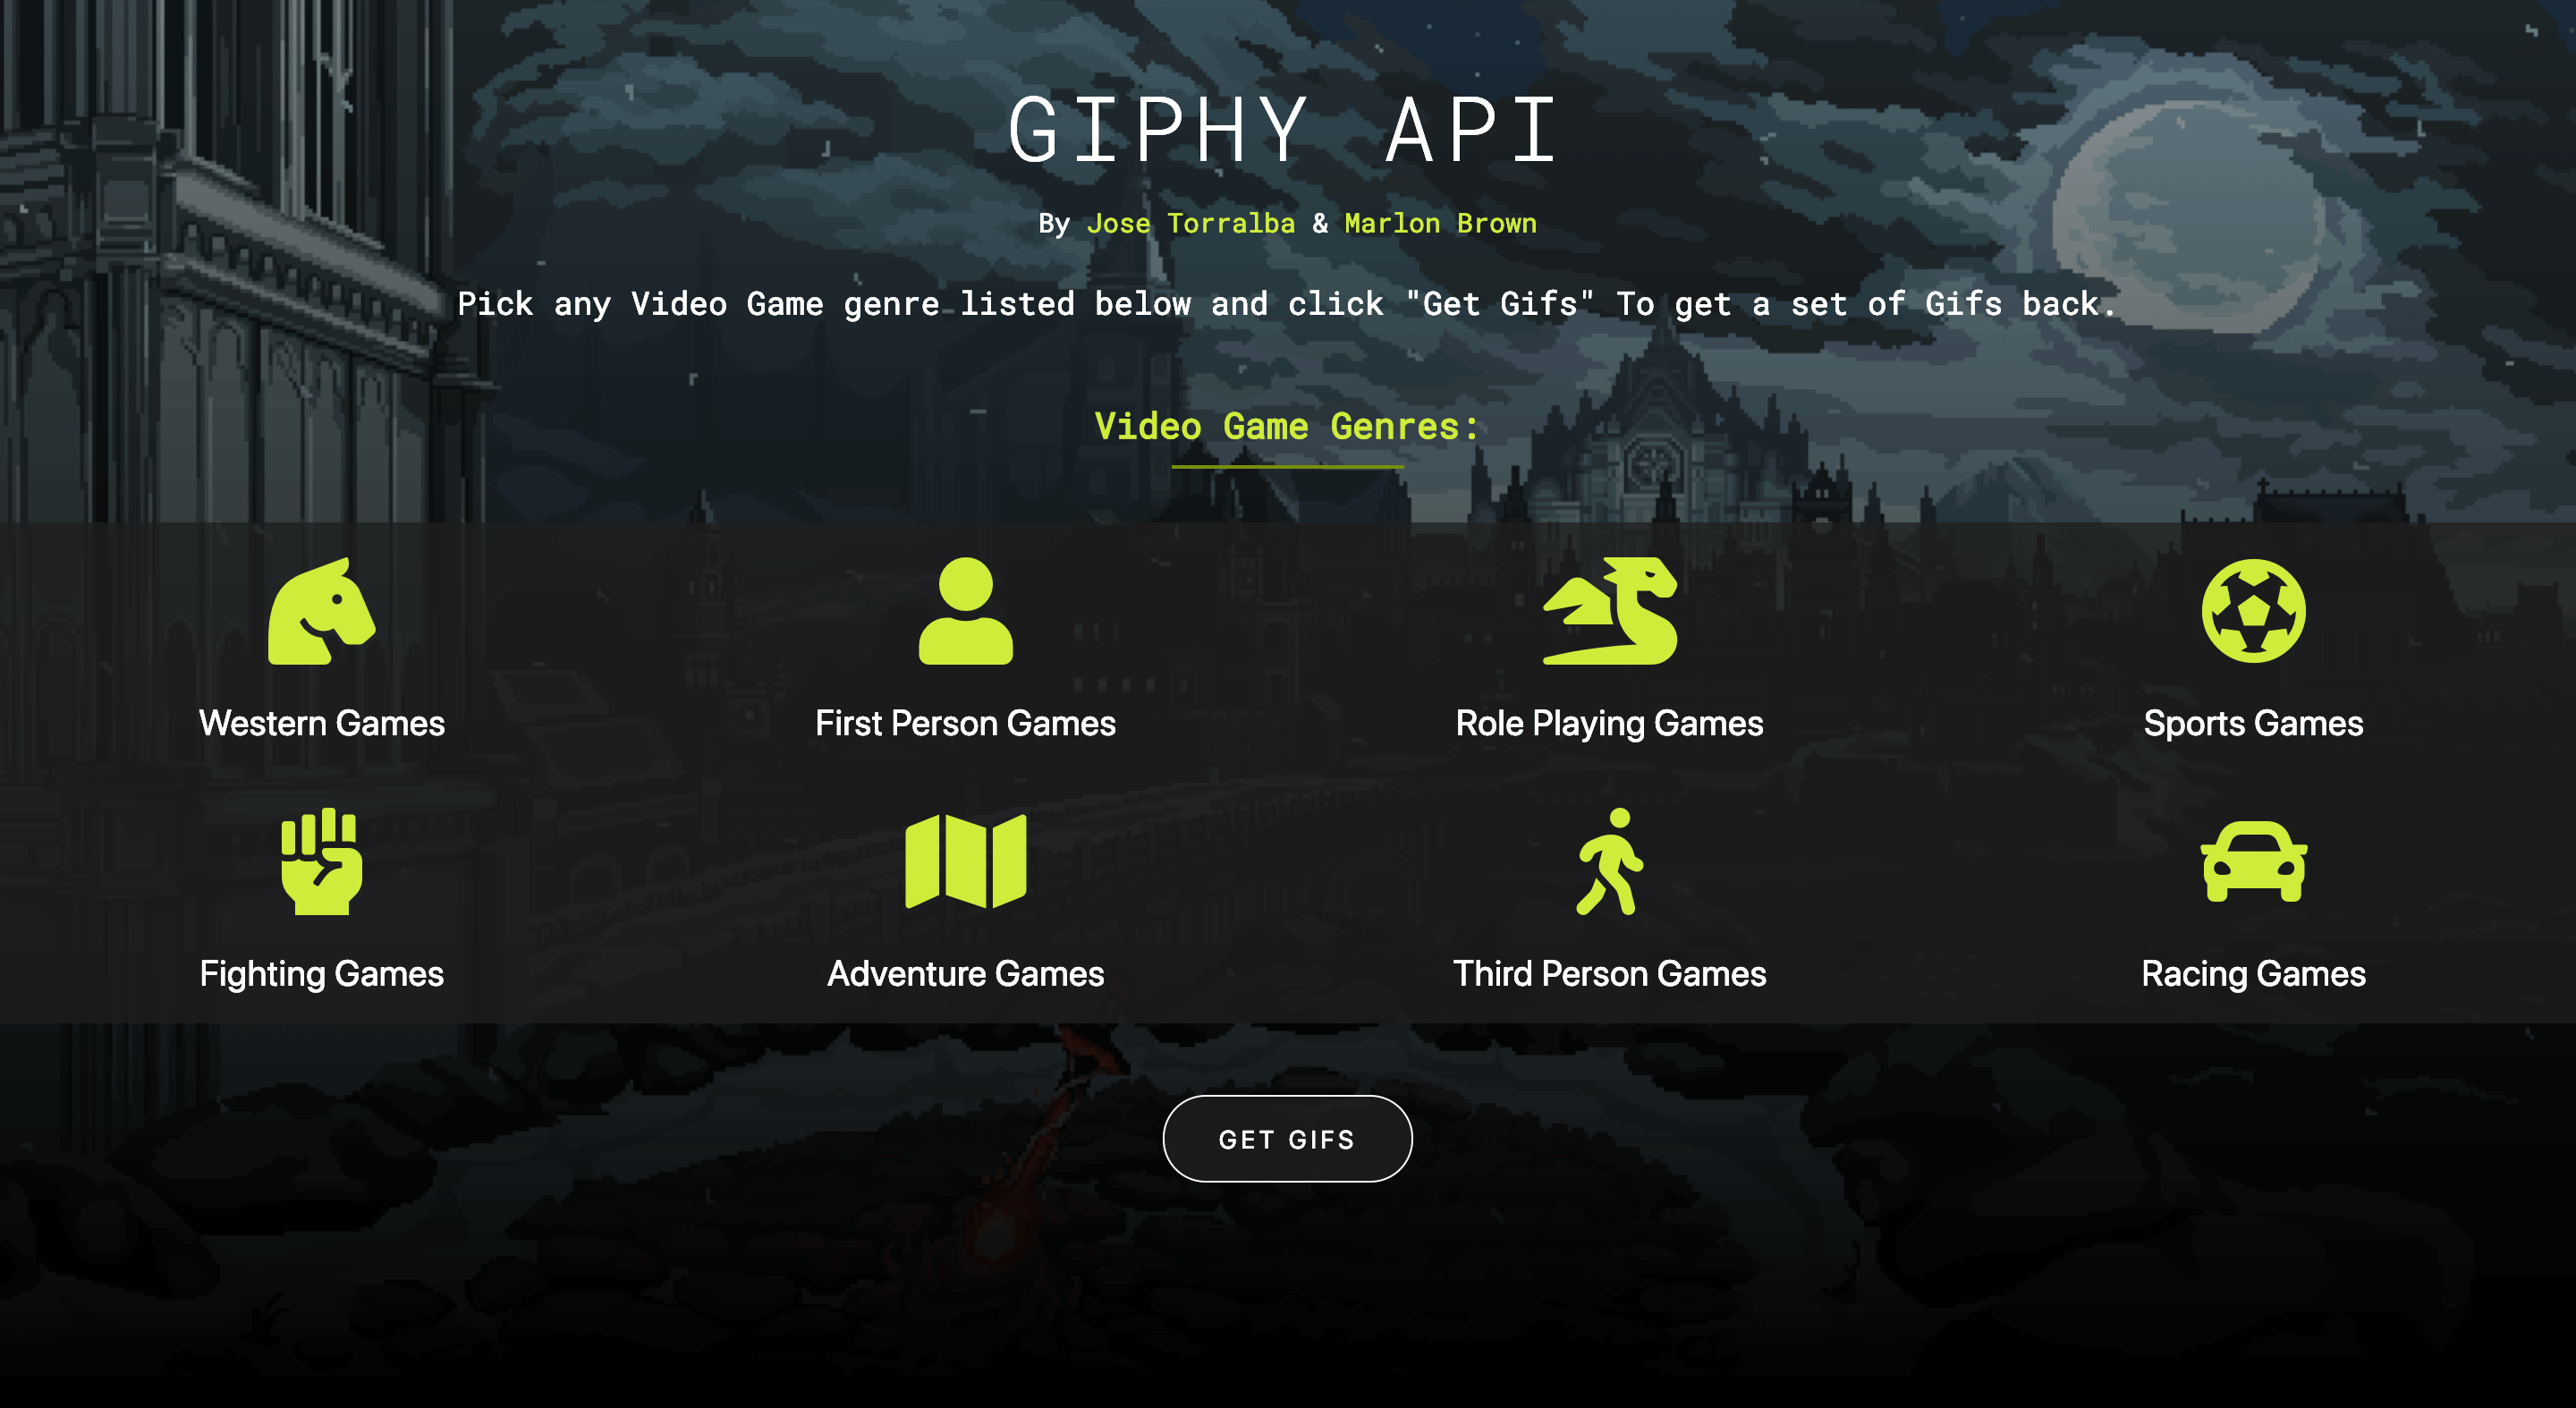 GIPHY API
By Jose Torralba & Marlon Brown
Pick any Video Game genre listed below and click "Get Gifs" To get a set of Gifs back.
Video Game Genres:
Western Games
First Person Games
Role Playing Games
Sports Games
Fighting Games
Adventure Games
Third Person Games
Racing Games
GET GIFS